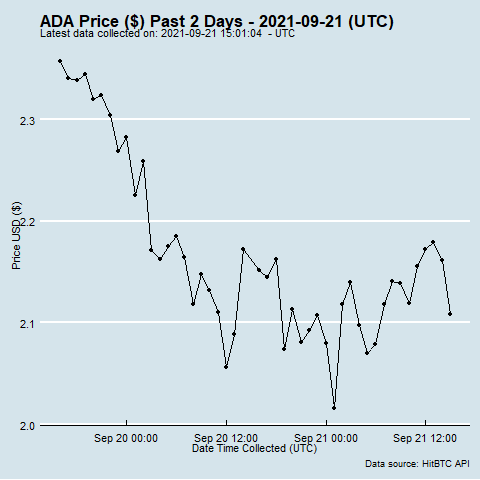 ADA Price ($) Past 2 Days - 2021-09-21 (UTC)
Latest data collected on: 2021-09-21 15:01:04 - UTC
2.3
2.2
2.1
2.0
Price USD ($)
Sep 20 00:00 Sep 20 12:00 Sep 21 00:00 Sep 21 12:00
Date Time Collected (UTC)
Data source: HitBTC API